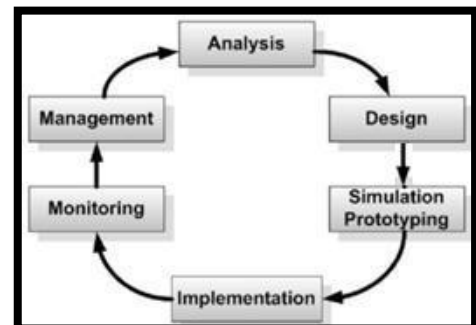 Analysis
Design
Simulation
Prototyping
Implementation
Monitoring
Management